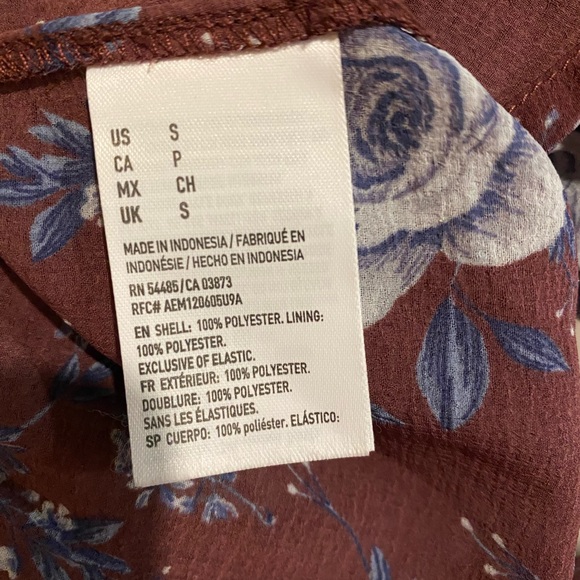 US S
CA P
MX CH
UK S
MADE IN INDONESIA / FABRIQUÉ EN
INDONÉSIE / HECHO EN INDONESIA
RN 54485/CA 03873
RFC# AEM120605U9A
EN SHELL: 100% POLYESTER. LINING:
100% POLYESTER.
EXCLUSIVE OF ELASTIC.
FR EXTÉRIEUR: 100% POLYESTER.
DOUBLURE: 100% POLYESTER.
SANS LES ÉLASTIQUES.
SP CUERPO: 100% poliéster. ELÁSTICO: